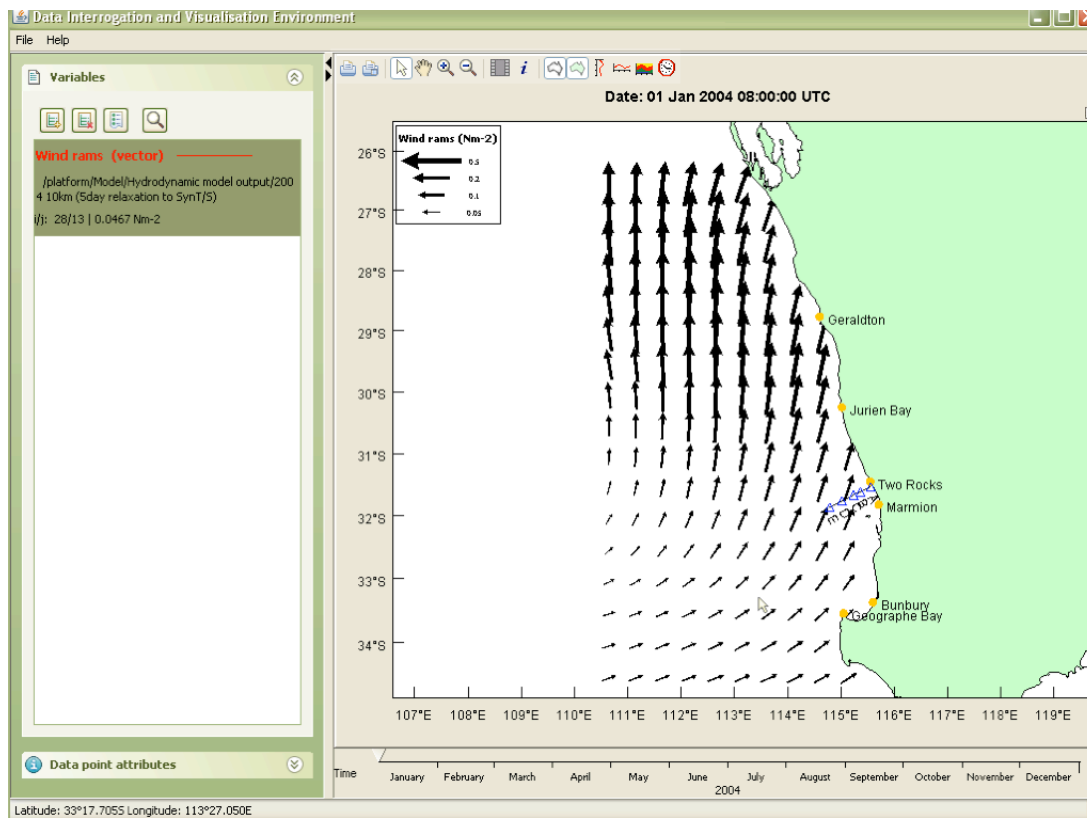 Data Interrogation and Visualisation Environment
File Help
Variables
Wind rams (vector)
/platform/Model/Hydrodynamic model output/200
4 10km (5day relaxation to SynT/S)
i/j: 28/13 | 0.0467 Nm-2
Data point attributes
Date: 01 Jan 2004 08:00:00 UTC
Wind rams (Nm-2)
0.5
0.2
0.1
0.05
26°S
27°S
28°S
29°S
30°S
31°S
32°S
33°S
34°S
Geraldton
Jurien Bay
Two Rocks
Marmion
A
B
C
D
E
Bunbury
Geographe Bay
107°E 108°E 109°E 110°E 111°E 112°E 113°E 114°E 115°E 116°E 117°E 118°E 119°E
Time
January February March April May June July August September October November December
2004
Latitude: 33°17.705S Longitude: 113°27.050E